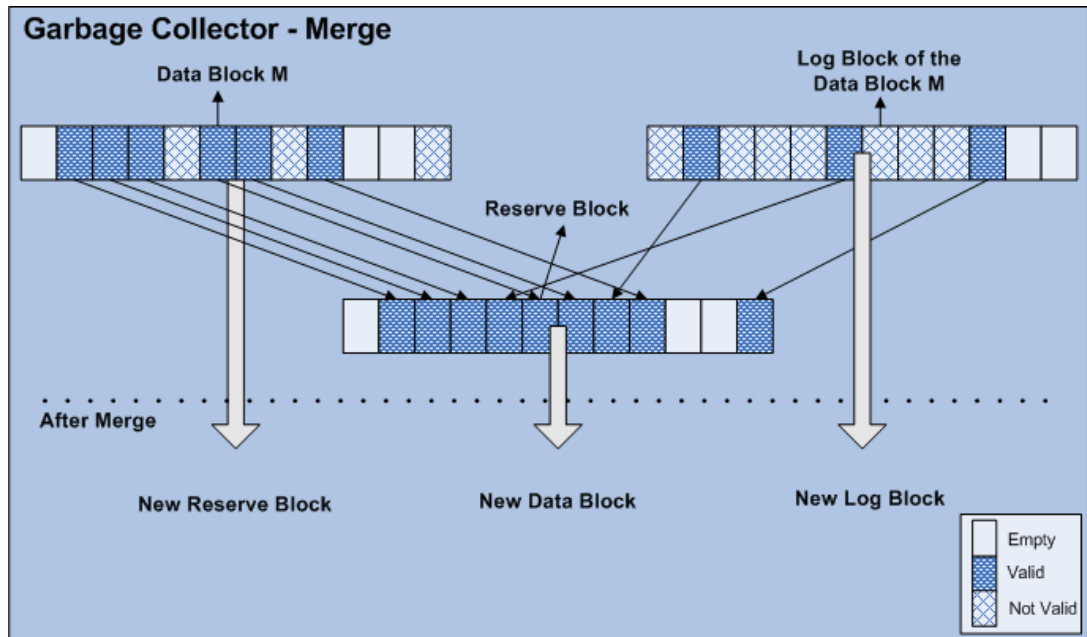 Garbage Collector - Merge
Data Block M
Log Block of the
Data Block M
Reserve Block
After Merge
New Reserve Block
New Data Block
New Log Block
Empty
Valid
Not Valid